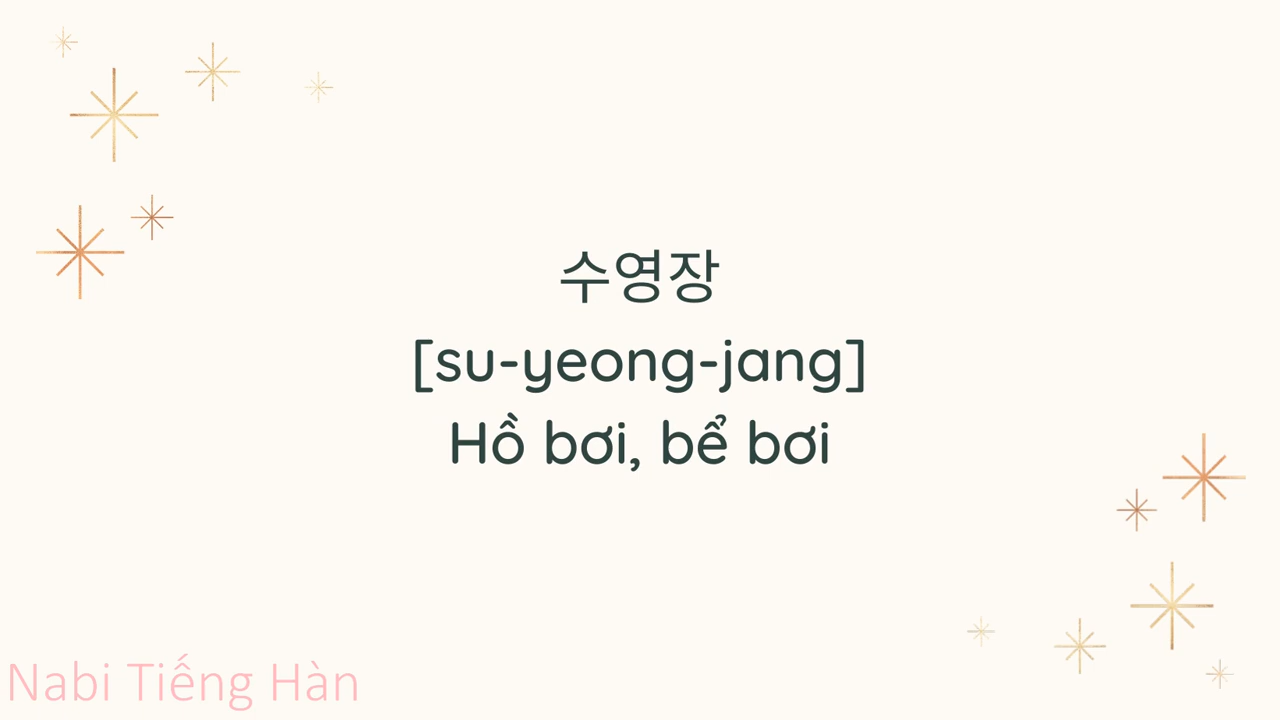 수영장
[su-yeong-jang]
Hồ bơi, bể bơi
Nabi Tiếng Hàn